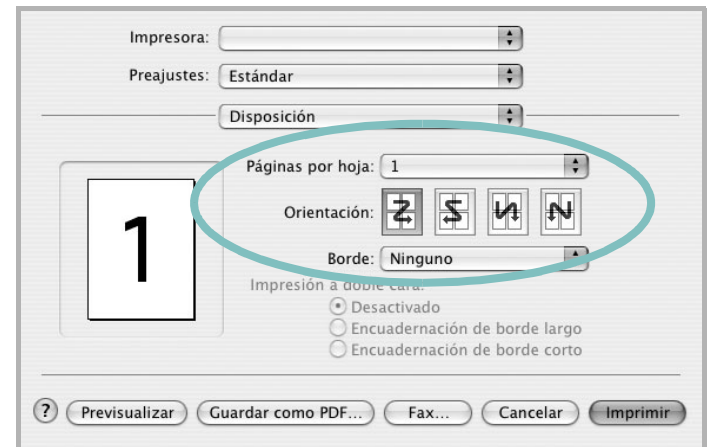 Impresora:
Preajustes: Estándar
Disposición
Páginas por hoja: 1
1
Orientación:
Borde: Ninguno
Impresión a doble cara:
Desactivado
Encuadernación de borde largo
Encuadernación de borde corto
? Previsualizar Guardar como PDF... Fax... Cancelar Imprimir